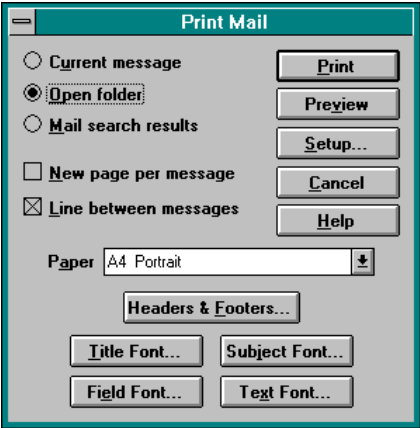 Print Mail
Current message
Open folder
Mail search results
New page per message
Line between messages
Print
Preview
Setup...
Cancel
Help
Paper A4 Portrait
Headers & Footers...
Title Font... Subject Font...
Field Font... Text Font...